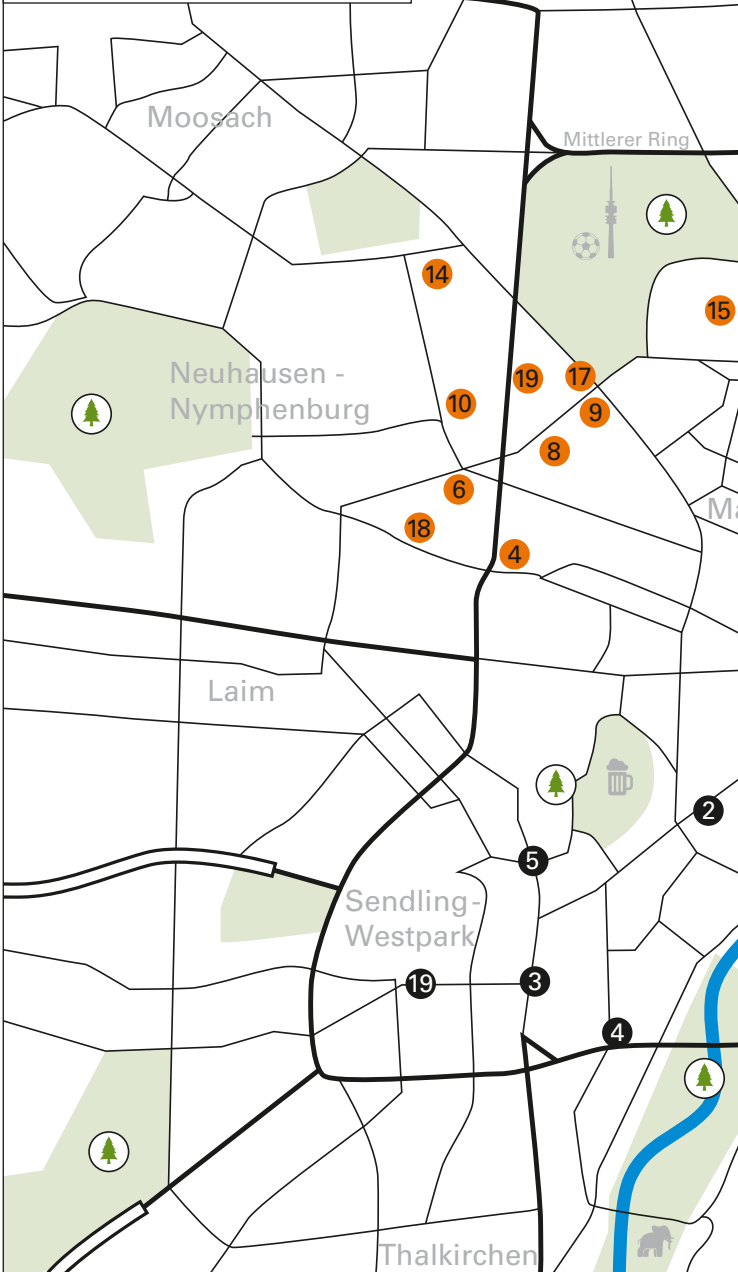 Moosach
Mittlerer Ring
14
15
Neuhausen -
Nymphenburg
19
17
10
9
8
6
18
Ma
4
Laim
2
5
Sendling-
Westpark
19
3
4
Thalkirchen